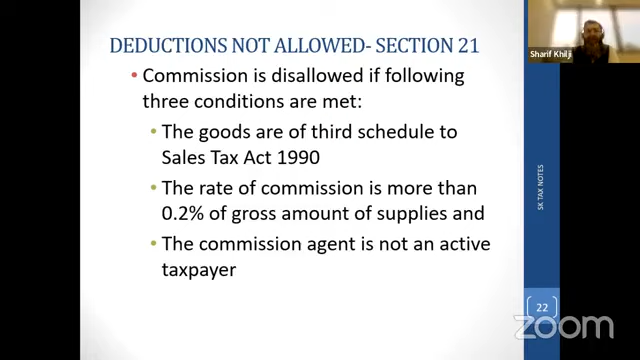 DEDUCTIONS NOT ALLOWED- SECTION 21
• Commission is disallowed if following
three conditions are met:
• The goods are of third schedule to
Sales Tax Act 1990
• The rate of commission is more than
0.2% of gross amount of supplies and
• The commission agent is not an active
taxpayer
Sharif Khilji
SK TAX NOTES
22
zoom